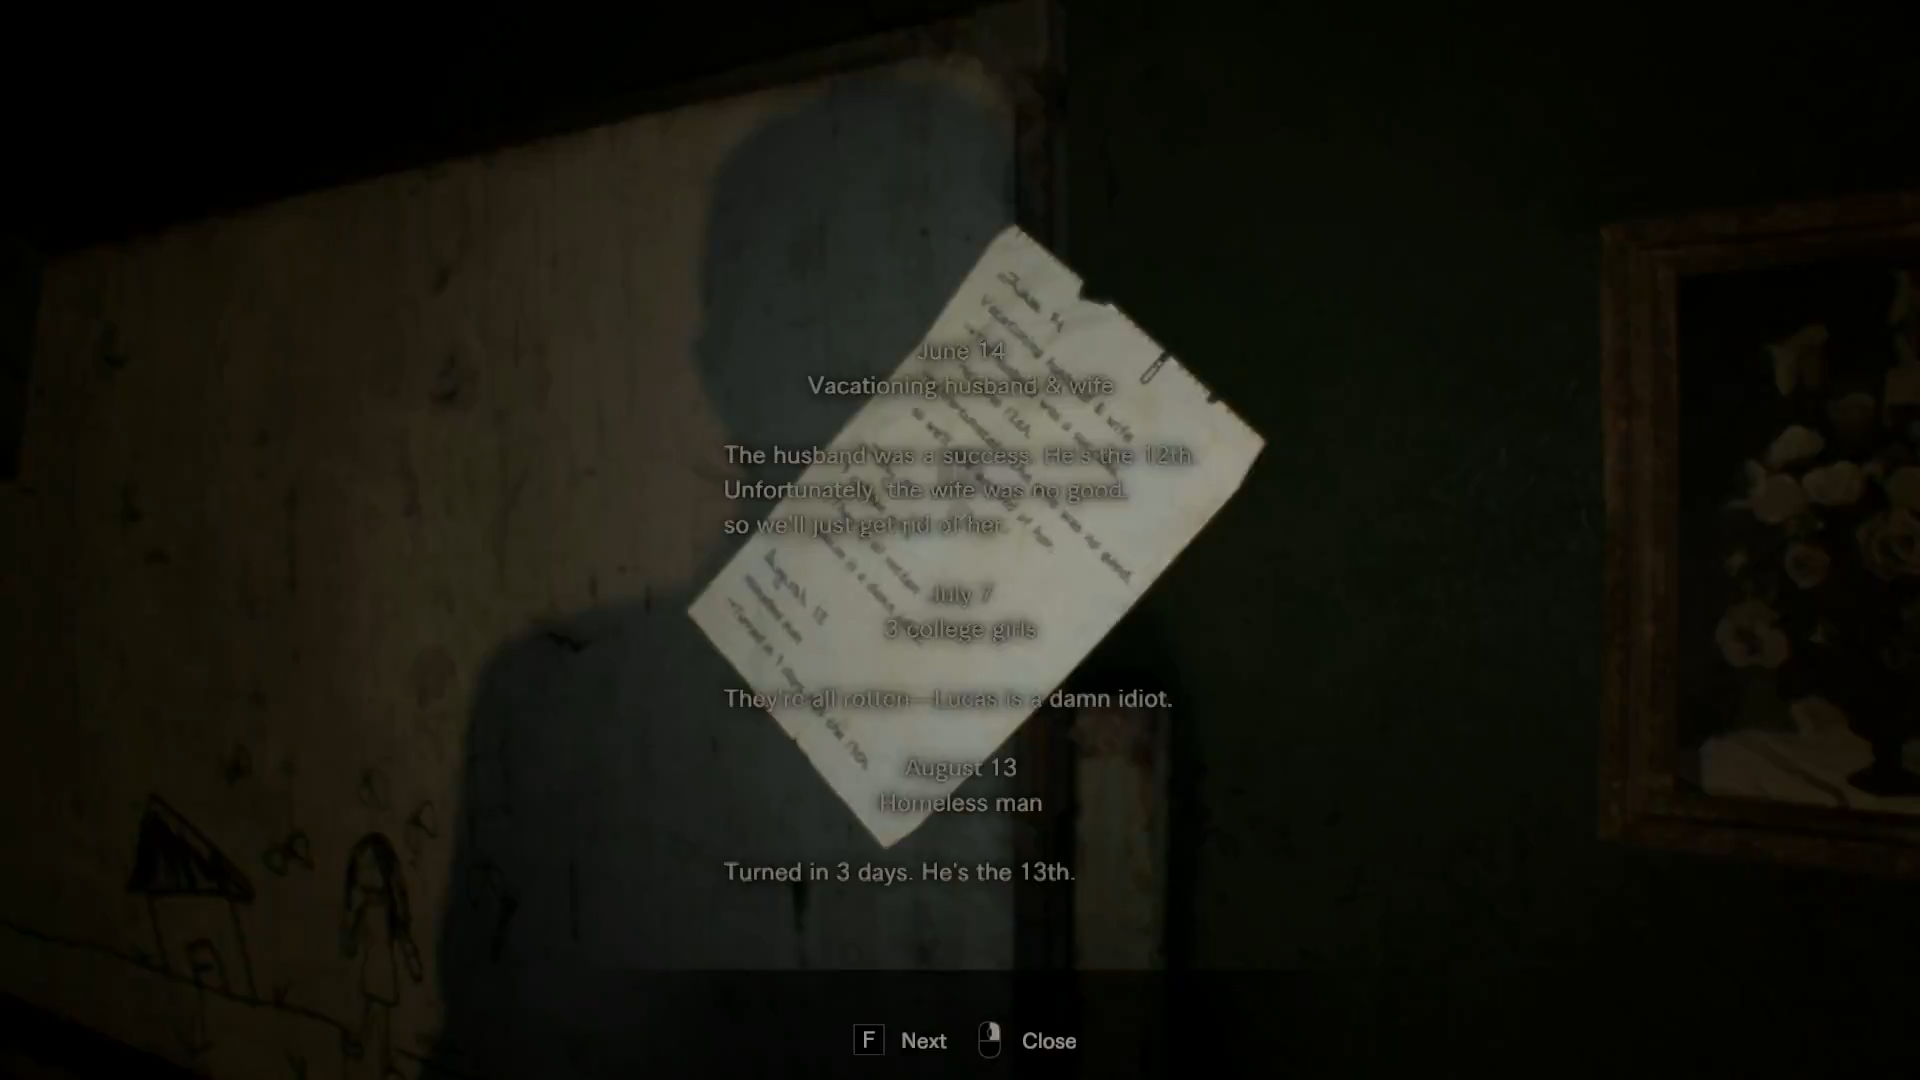 June 14
Vacationing husband & wife
The husband was a success. He's the 12th.
Unfortunately, the wife was no good.
so we'll just get rid of her.
July 7
3 college girls
They're all rotten—Lucas is a damn idiot.
August 13
Homeless man
Turned in 3 days. He's the 13th.
F Next Close